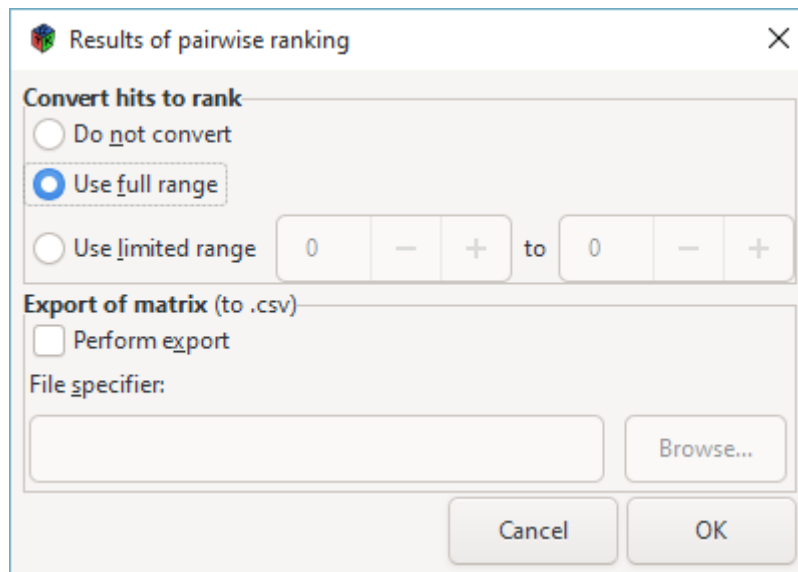 Results of pairwise ranking
Convert hits to rank
Do not convert
Use full range
Use limited range 0 − + to 0 − +
Export of matrix (to .csv)
Perform export
File specifier:
Browse...
Cancel OK